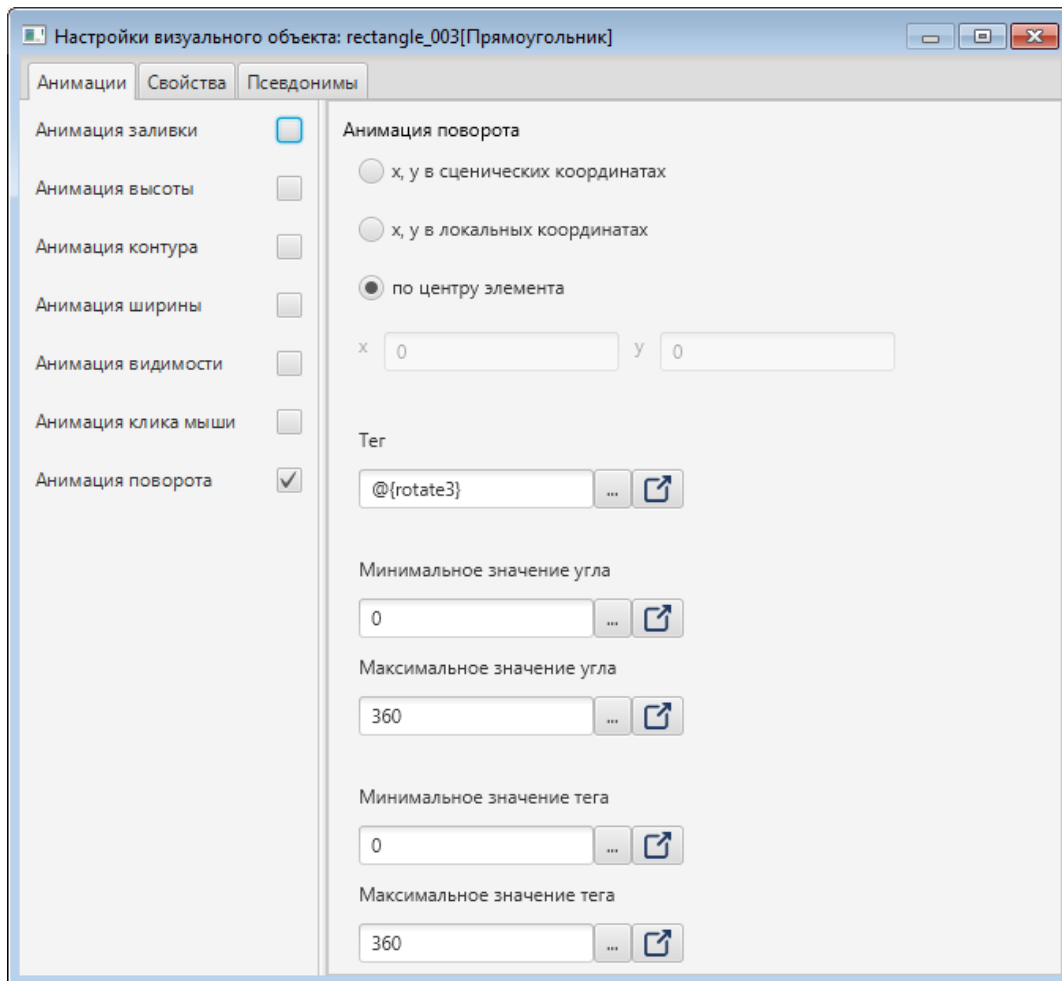 Настройки визуального объекта: rectangle_003[Прямоугольник]
Анимации Свойства Псевдонимы
Анимация заливки
Анимация высоты
Анимация контура
Анимация ширины
Анимация видимости
Анимация клика мыши
Анимация поворота
Анимация поворота
x, y в сценических координатах
x, y в локальных координатах
по центру элемента
x 0 y 0
Тег
@{rotate3} ...
Минимальное значение угла
0 ...
Максимальное значение угла
360 ...
Минимальное значение тега
0 ...
Максимальное значение тега
360 ...